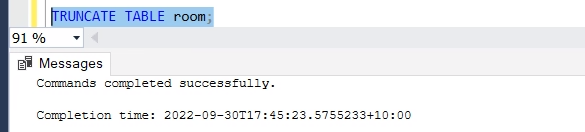 TRUNCATE TABLE room;
91 %
Messages
Commands completed successfully.
Completion time: 2022-09-30T17:45:23.5755233+10:00